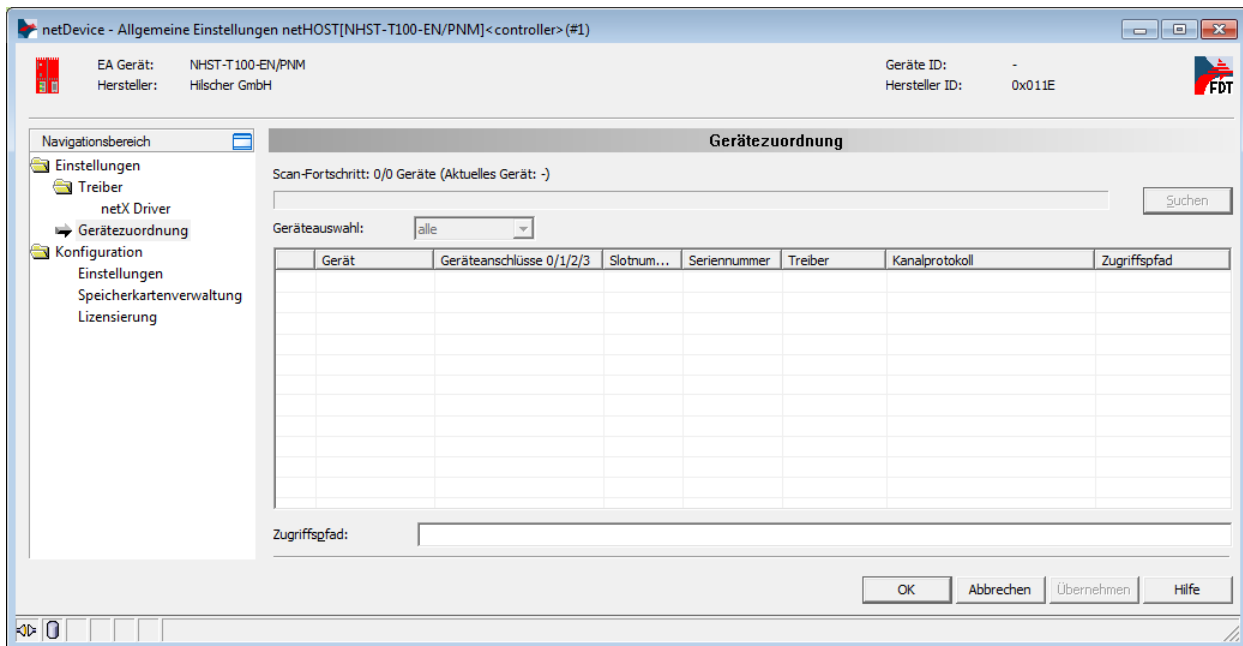 netDevice - Allgemeine Einstellungen netHOST[NHST-T100-EN/PNM]<controller>(#1)
EA Gerät: NHST-T100-EN/PNM Geräte ID: -
Hersteller: Hilscher GmbH Hersteller ID: 0x011E
FDT
Navigationsbereich
Einstellungen
Treiber
netX Driver
Gerätezuordnung
Konfiguration
Einstellungen
Speicherkartenverwaltung
Lizensierung
Gerätezuordnung
Scan-Fortschritt: 0/0 Geräte (Aktuelles Gerät: -)
Suchen
Geräteauswahl: alle
Gerät Geräteanschlüsse 0/1/2/3 Slotnum... Seriennummer Treiber Kanalprotokoll Zugriffspfad
Zugriffspfad:
OK Abbrechen Übernehmen Hilfe